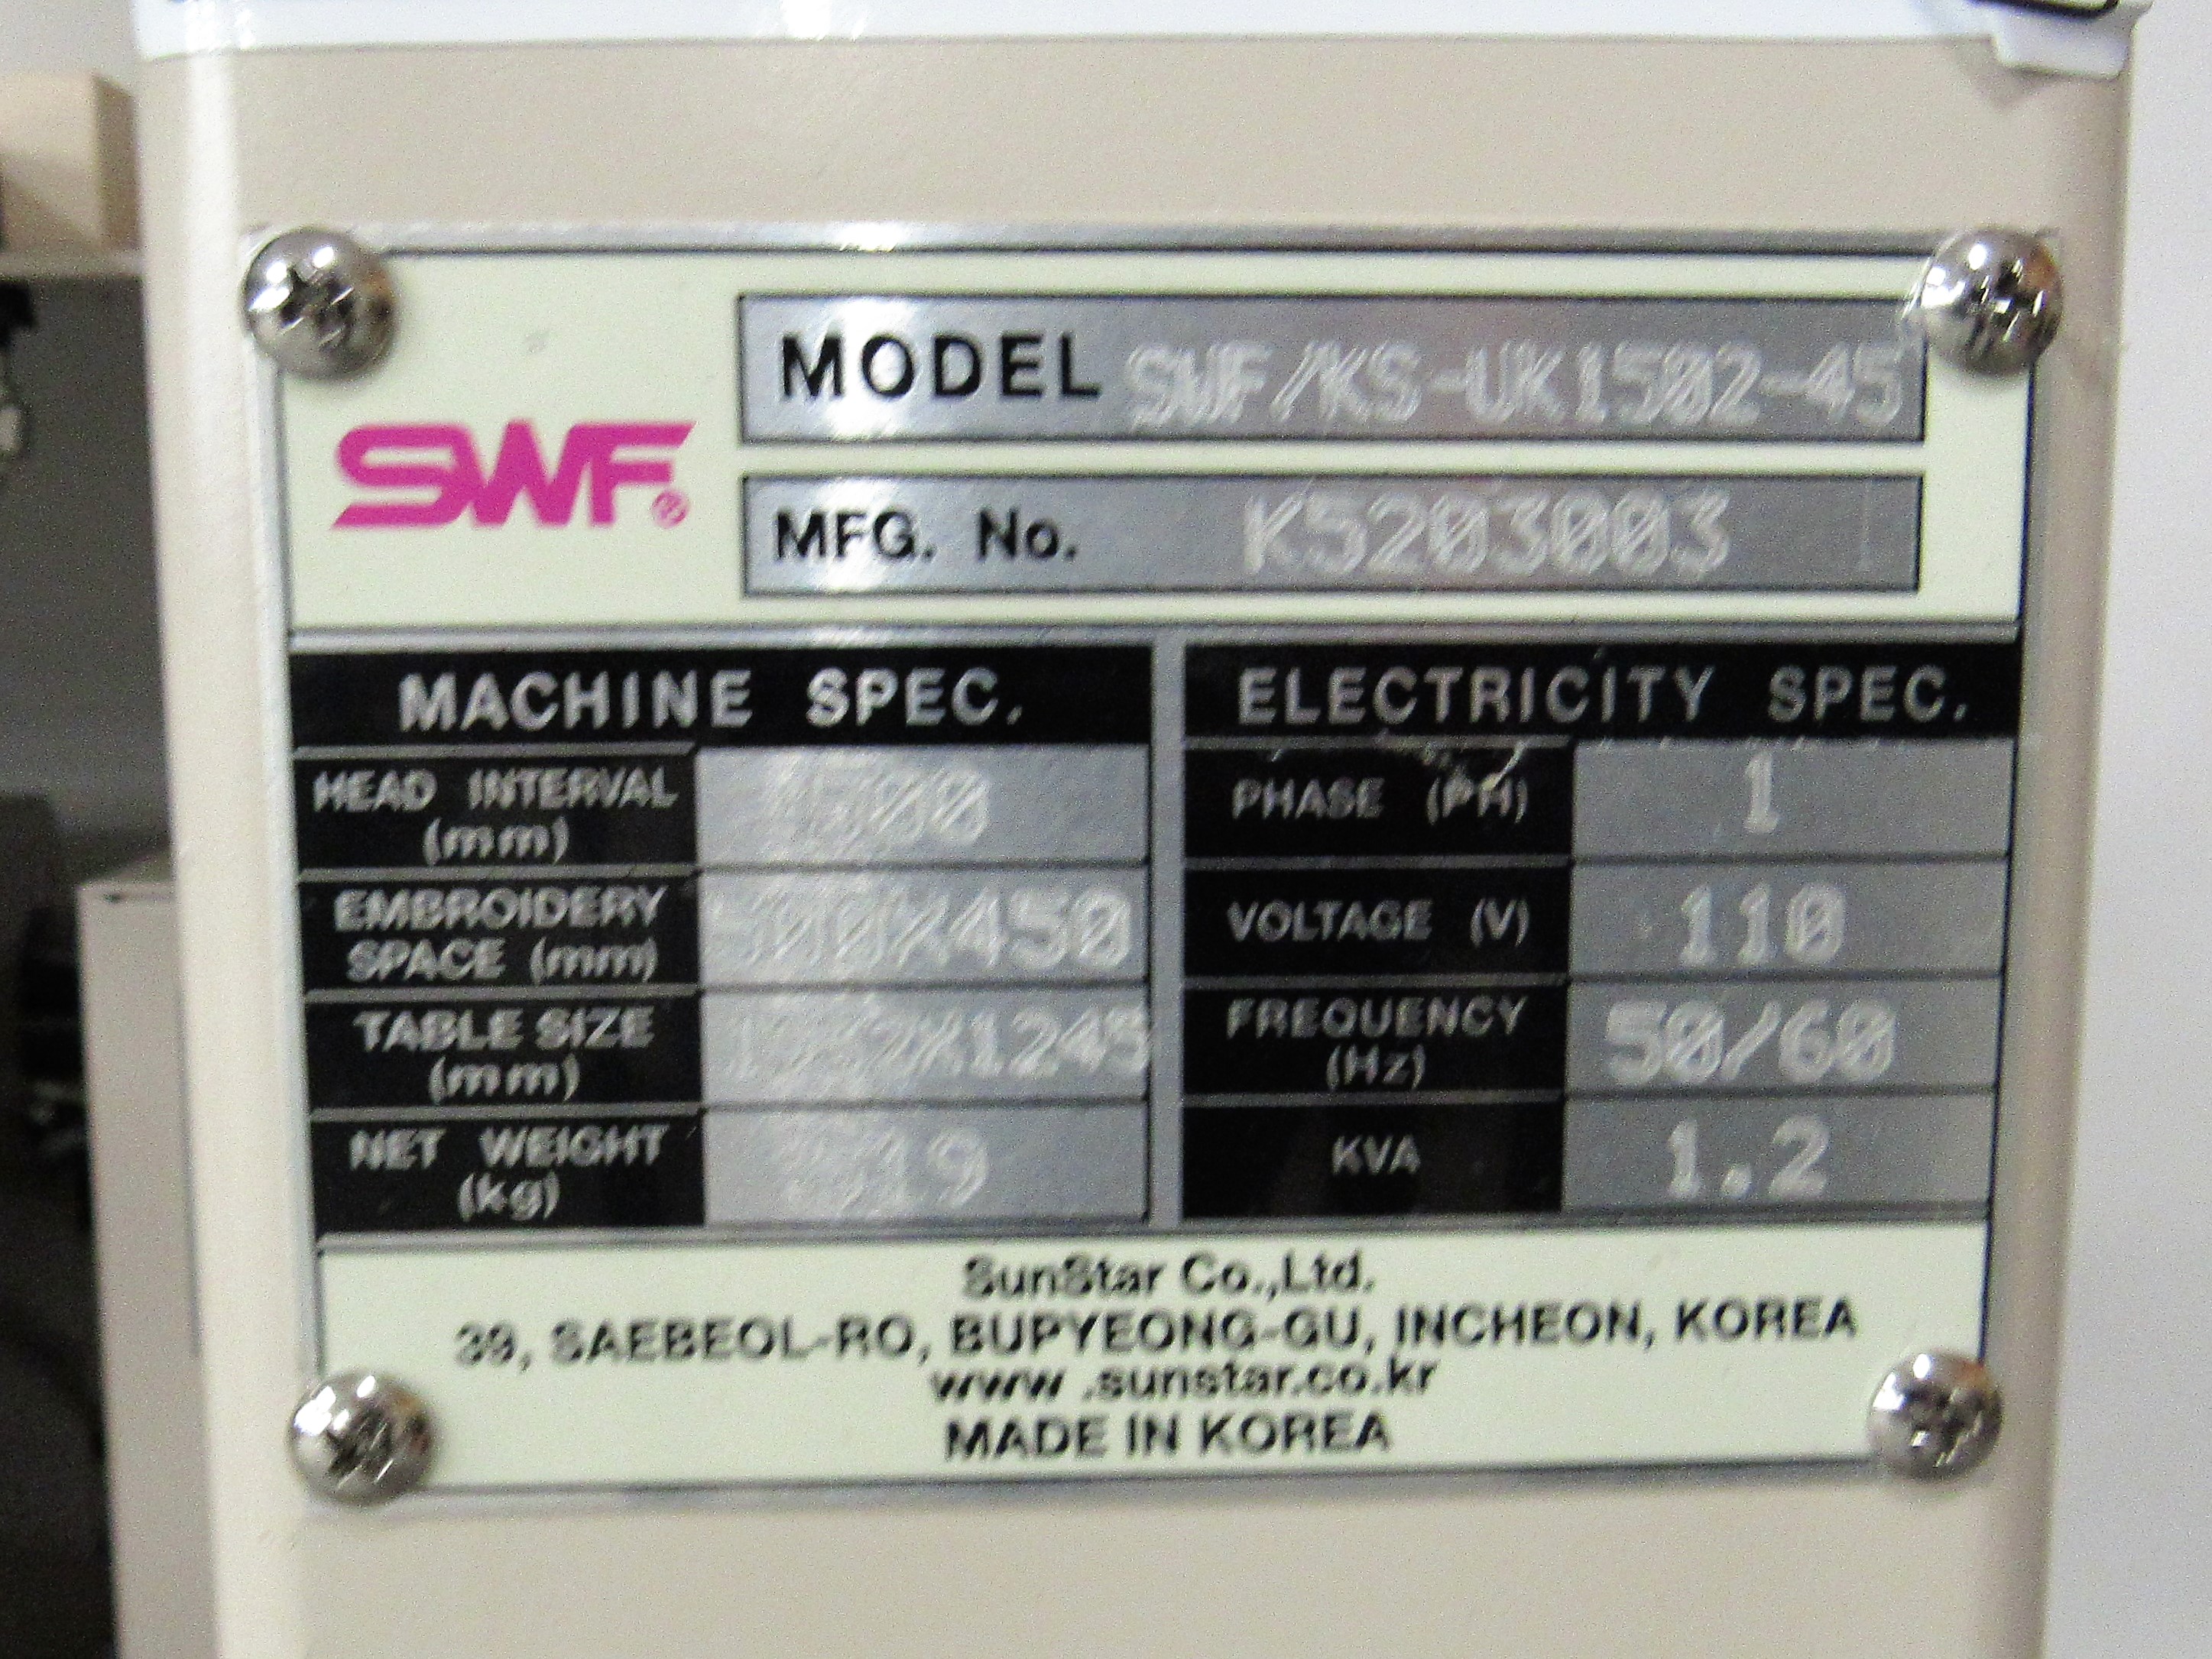 SWF®
MODEL SWF/KS-UK1502-45
MFG. No. K5203003
MACHINE SPEC.
HEAD INTERVAL
(mm)
EMBROIDERY
SPACE (mm)
500X450
TABLE SIZE
(mm)
NET WEIGHT
(kg)
ELECTRICITY SPEC.
PHASE (PH) 1
VOLTAGE (V) 110
FREQUENCY
(Hz)
50/60
KVA 1.2
SunStar Co.,Ltd.
39, SAEBEOL-RO, BUPYEONG-GU, INCHEON, KOREA
www.sunstar.co.kr
MADE IN KOREA